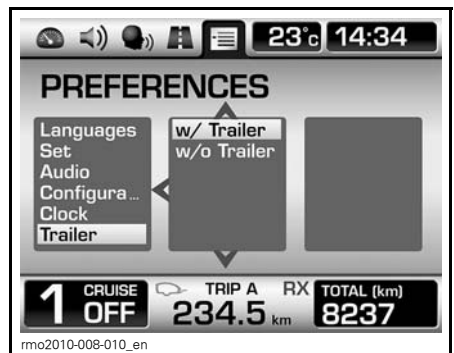 23°c 14:34
PREFERENCES
Languages
Set
Audio
Configura...
Clock
Trailer
w/ Trailer
w/o Trailer
1 CRUISE OFF
TRIP A
234.5 km
RX
TOTAL (km)
8237
rmo2010-008-010_en